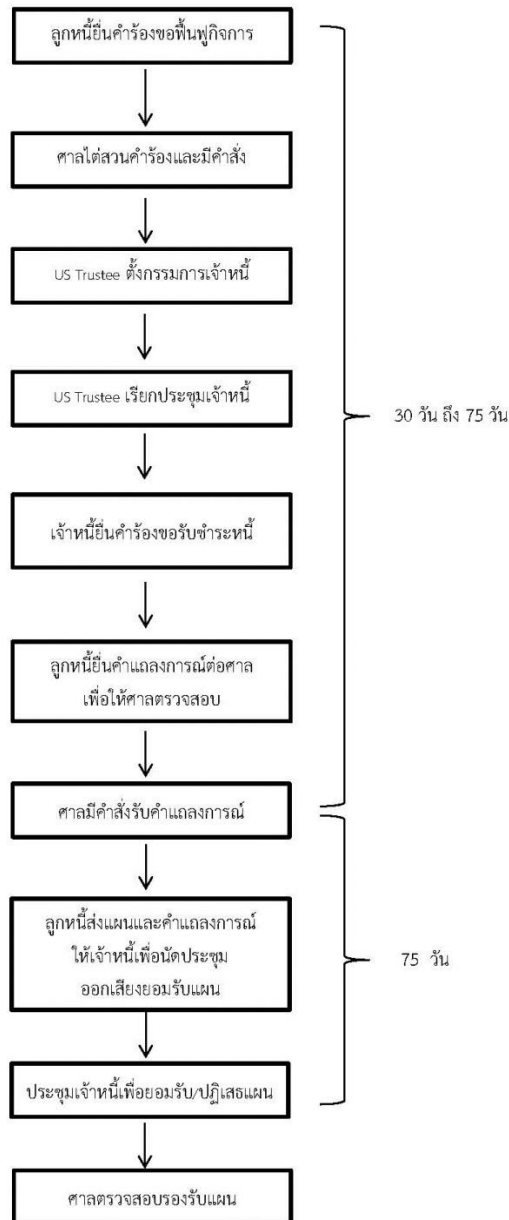 ลูกหนี้ยื่นคำร้องขอฟื้นฟูกิจการ
ศาลไต่สวนคำร้องและมีคำสั่ง
US Trustee ตั้งกรรมการเจ้าหนี้
US Trustee เรียกประชุมเจ้าหนี้
30 วัน ถึง 75 วัน
เจ้าหนี้ยื่นคำร้องขอรับชำระหนี้
ลูกหนี้ยื่นคำแถลงการณ์ต่อศาล
เพื่อให้ศาลตรวจสอบ
ศาลมีคำสั่งรับคำแถลงการณ์
ลูกหนี้ส่งแผนและคำแถลงการณ์
ให้เจ้าหนี้เพื่อนัดประชุม
ออกเสียงยอมรับแผน
75 วัน
ประชุมเจ้าหนี้เพื่อยอมรับ/ปฏิเสธแผน
ศาลตรวจสอบรองรับแผน